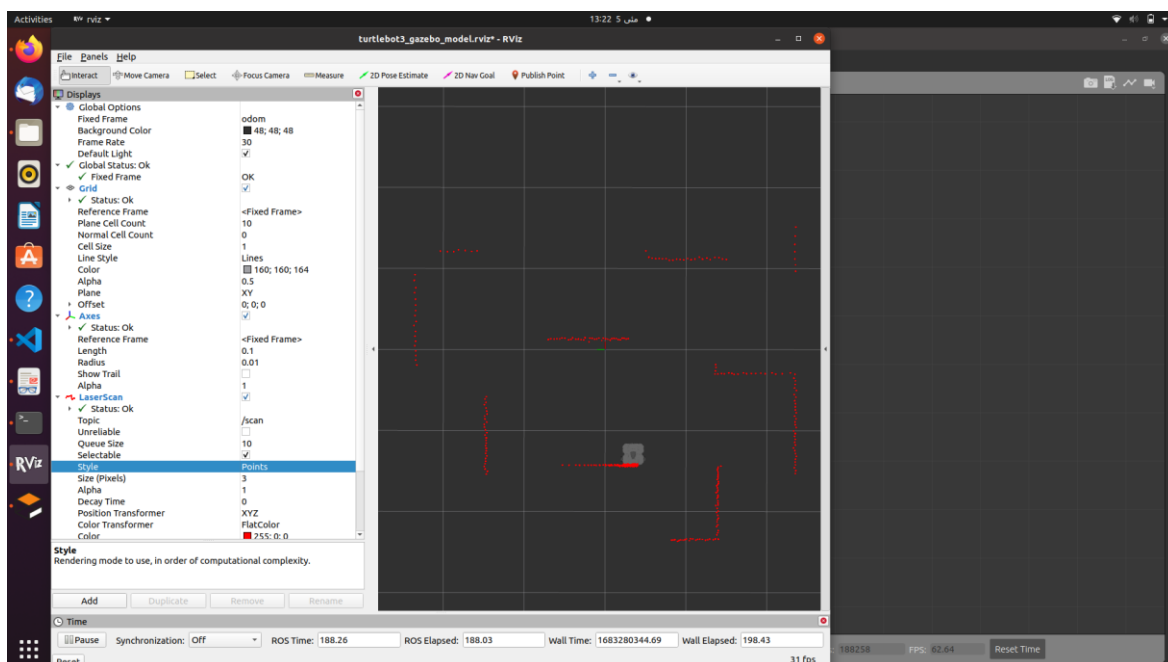 Activities RViz rviz 13:22 5 مئی
turtlebot3_gazebo_model.rviz* - RViz
File Panels Help
Interact Move Camera Select Focus Camera Measure 2D Pose Estimate 2D Nav Goal Publish Point
Displays
Global Options
Fixed Frame odom
Background Color 48; 48; 48
Frame Rate 30
Default Light
Global Status: Ok
Fixed Frame OK
Grid
Status: Ok
Reference Frame <Fixed Frame>
Plane Cell Count 10
Normal Cell Count 0
Cell Size 1
Line Style Lines
Color 160; 160; 164
Alpha 0.5
Plane XY
Offset 0; 0; 0
Axes
Status: Ok
Reference Frame <Fixed Frame>
Length 0.1
Radius 0.01
Show Trail
Alpha 1
LaserScan
Status: Ok
Topic /scan
Unreliable
Queue Size 10
Selectable
Style Points
Size (Pixels) 3
Alpha 1
Decay Time 0
Position Transformer XYZ
Color Transformer FlatColor
Color 255; 0; 0
Style
Rendering mode to use, in order of computational complexity.
Add Duplicate Remove Rename
Time
Pause Synchronization: Off ROS Time: 188.26 ROS Elapsed: 188.03 Wall Time: 1683280344.69 Wall Elapsed: 198.43
Reset 31 fps
188258 FPS: 62.64 Reset Time
RViz